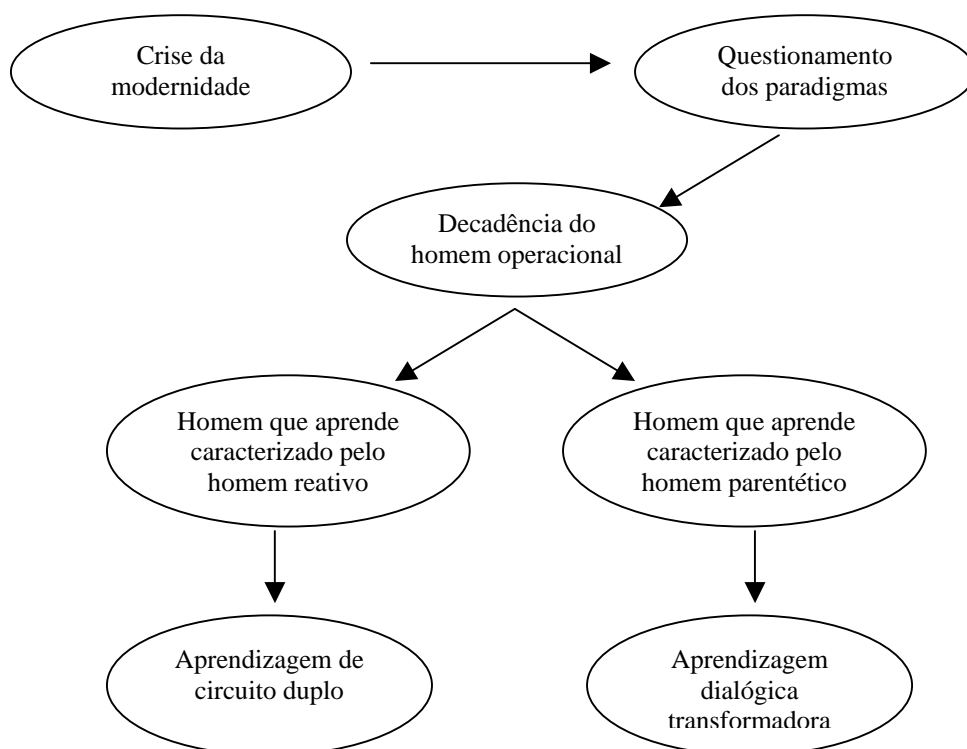 Crise da
modernidade
Questionamento
dos paradigmas
Decadência do
homem operacional
Homem que aprende
caracterizado pelo
homem reativo
Homem que aprende
caracterizado pelo
homem parentético
Aprendizagem de
circuito duplo
Aprendizagem
dialógica
transformadora